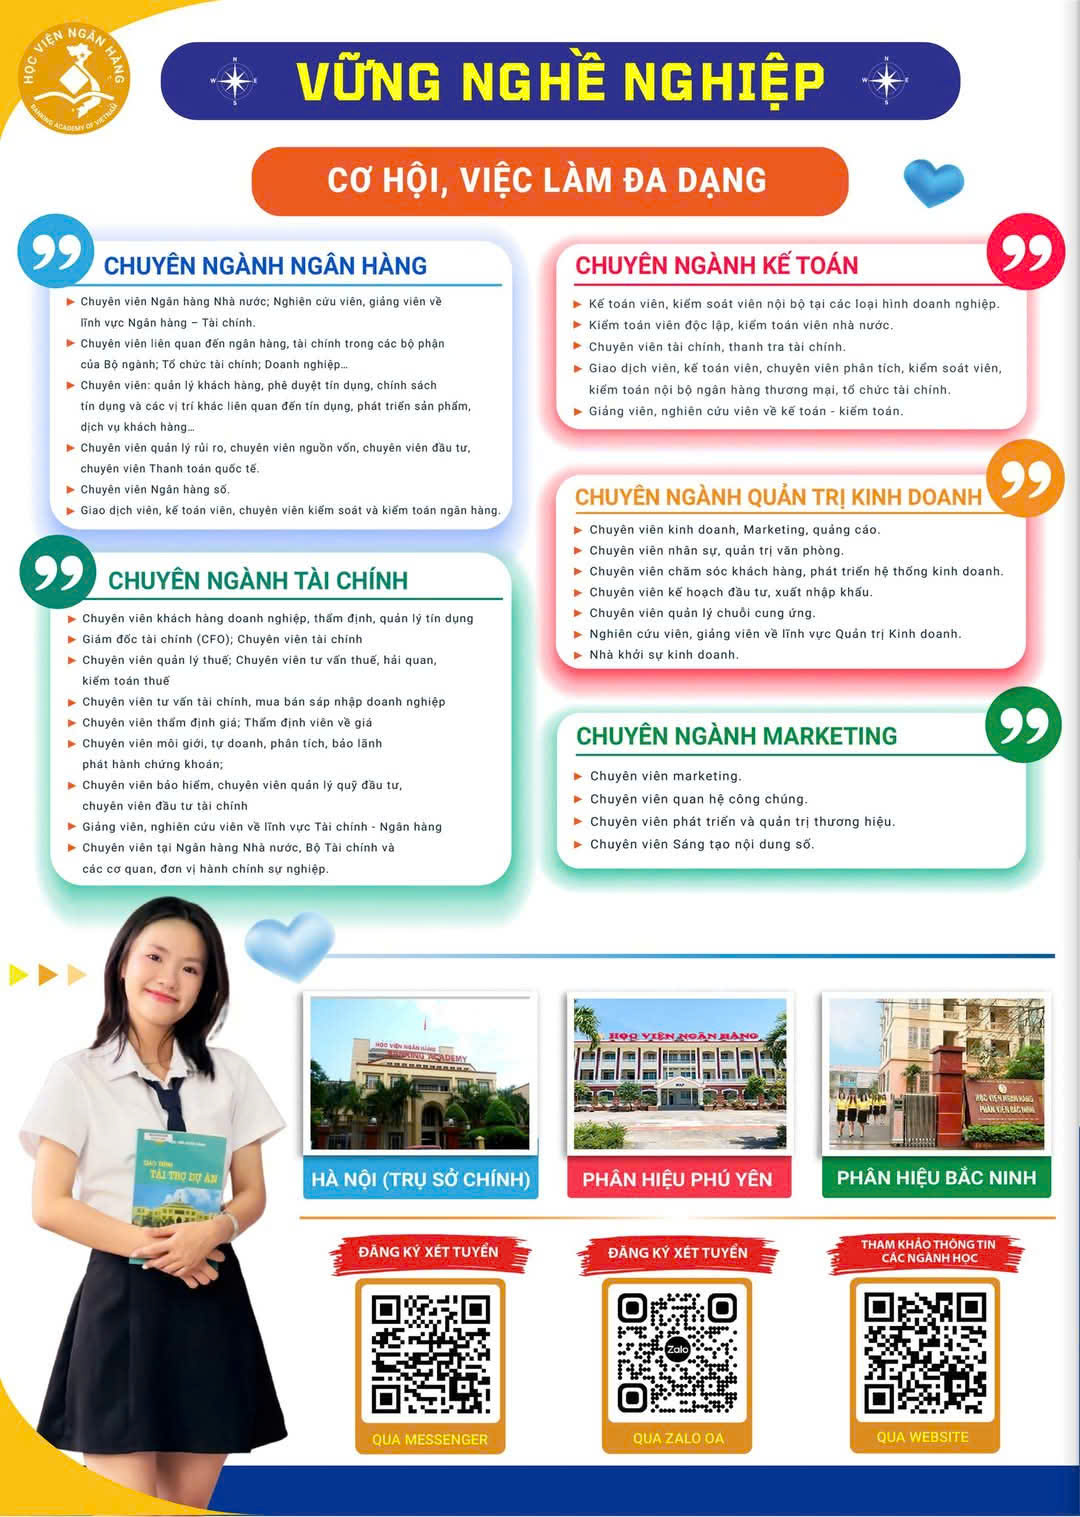 HỌC VIỆN NGÂN HÀNG
BANKING ACADEMY OF VIETNAM
N
W E
S
VỮNG NGHỀ NGHIỆP
N
W E
S
CƠ HỘI, VIỆC LÀM ĐA DẠNG
CHUYÊN NGÀNH NGÂN HÀNG
Chuyên viên Ngân hàng Nhà nước; Nghiên cứu viên, giảng viên về
lĩnh vực Ngân hàng – Tài chính.
Chuyên viên liên quan đến ngân hàng, tài chính trong các bộ phận
của Bộ ngành; Tổ chức tài chính; Doanh nghiệp...
Chuyên viên: quản lý khách hàng, phê duyệt tín dụng, chính sách
tín dụng và các vị trí khác liên quan đến tín dụng, phát triển sản phẩm,
dịch vụ khách hàng...
Chuyên viên quản lý rủi ro, chuyên viên nguồn vốn, chuyên viên đầu tư,
chuyên viên Thanh toán quốc tế.
Chuyên viên Ngân hàng số.
Giao dịch viên, kế toán viên, chuyên viên kiểm soát và kiểm toán ngân hàng.
CHUYÊN NGÀNH TÀI CHÍNH
Chuyên viên khách hàng doanh nghiệp, thẩm định, quản lý tín dụng
Giám đốc tài chính (CFO); Chuyên viên tài chính
Chuyên viên quản lý thuế; Chuyên viên tư vấn thuế, hải quan,
kiểm toán thuế
Chuyên viên tư vấn tài chính, mua bán sáp nhập doanh nghiệp
Chuyên viên thẩm định giá; Thẩm định viên về giá
Chuyên viên môi giới, tự doanh, phân tích, bảo lãnh
phát hành chứng khoán;
Chuyên viên bảo hiểm, chuyên viên quản lý quỹ đầu tư,
chuyên viên đầu tư tài chính
Giảng viên, nghiên cứu viên về lĩnh vực Tài chính - Ngân hàng
Chuyên viên tại Ngân hàng Nhà nước, Bộ Tài chính và
các cơ quan, đơn vị hành chính sự nghiệp.
CHUYÊN NGÀNH KẾ TOÁN
Kế toán viên, kiểm soát viên nội bộ tại các loại hình doanh nghiệp.
Kiểm toán viên độc lập, kiểm toán viên nhà nước.
Chuyên viên tài chính, thanh tra tài chính.
Giao dịch viên, kế toán viên, chuyên viên phân tích, kiểm soát viên,
kiểm toán nội bộ ngân hàng thương mại, tổ chức tài chính.
Giảng viên, nghiên cứu viên về kế toán - kiểm toán.
CHUYÊN NGÀNH QUẢN TRỊ KINH DOANH
Chuyên viên kinh doanh, Marketing, quảng cáo.
Chuyên viên nhân sự, quản trị văn phòng.
Chuyên viên chăm sóc khách hàng, phát triển hệ thống kinh doanh.
Chuyên viên kế hoạch đầu tư, xuất nhập khẩu.
Chuyên viên quản lý chuỗi cung ứng.
Nghiên cứu viên, giảng viên về lĩnh vực Quản trị Kinh doanh.
Nhà khởi sự kinh doanh.
CHUYÊN NGÀNH MARKETING
Chuyên viên marketing.
Chuyên viên quan hệ công chúng.
Chuyên viên phát triển và quản trị thương hiệu.
Chuyên viên Sáng tạo nội dung số.
GIÁO TRÌNH
TÀI TRỢ DỰ ÁN
HỌC VIỆN NGÂN HÀNG
BANKING ACADEMY
HÀ NỘI (TRỤ SỞ CHÍNH)
HỌC VIỆN NGÂN HÀNG
PHÂN HIỆU PHÚ YÊN
HỌC VIỆN NGÂN HÀNG
PHÂN VIỆN BẮC NINH
PHÂN HIỆU BẮC NINH
ĐĂNG KÝ XÉT TUYỂN
QUA MESSENGER
ĐĂNG KÝ XÉT TUYỂN
Zalo
QUA ZALO OA
THAM KHẢO THÔNG TIN
CÁC NGÀNH HỌC
QUA WEBSITE